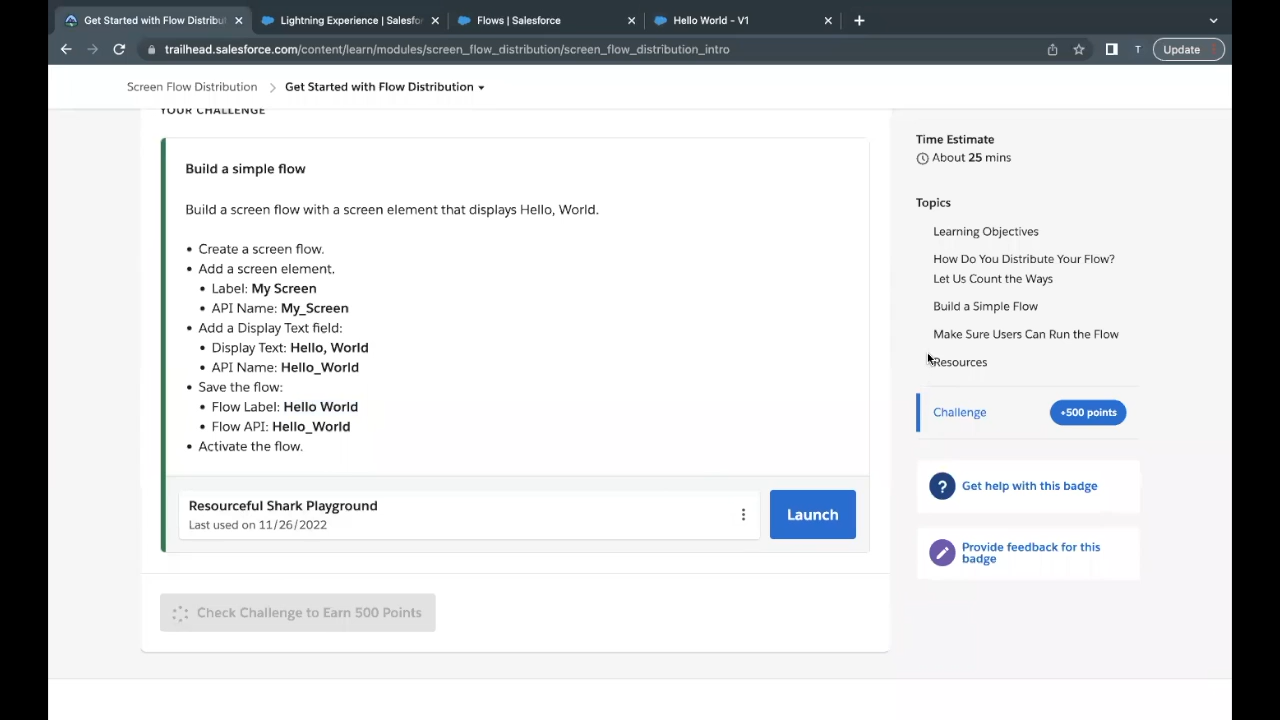 Get Started with Flow Distribu
Lightning Experience | Salesfor
Flows | Salesforce
Hello World - V1
trailhead.salesforce.com/content/learn/modules/screen_flow_distribution/screen_flow_distribution_intro
T
Update
Screen Flow Distribution
Get Started with Flow Distribution
YOUR CHALLENGE
Build a simple flow
Build a screen flow with a screen element that displays Hello, World.
• Create a screen flow.
• Add a screen element.
• Label: My Screen
• API Name: My_Screen
• Add a Display Text field:
• Display Text: Hello, World
• API Name: Hello_World
• Save the flow:
• Flow Label: Hello World
• Flow API: Hello_World
• Activate the flow.
Resourceful Shark Playground
Last used on 11/26/2022
Launch
Check Challenge to Earn 500 Points
Time Estimate
About 25 mins
Topics
Learning Objectives
How Do You Distribute Your Flow?
Let Us Count the Ways
Build a Simple Flow
Make Sure Users Can Run the Flow
Resources
Challenge
+500 points
? Get help with this badge
Provide feedback for this
badge